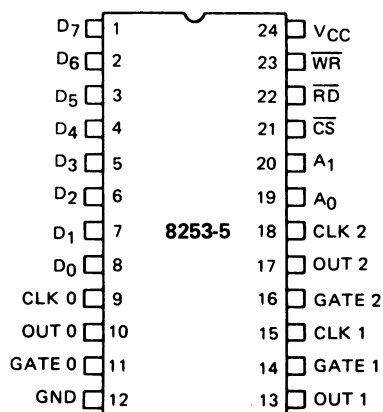 D7 1 24 VCC
D6 2 23 WR
D5 3 22 RD
D4 4 21 CS
D3 5 20 A1
D2 6 19 A0
D1 7 8253-5 18 CLK 2
D0 8 17 OUT 2
CLK 0 9 16 GATE 2
OUT 0 10 15 CLK 1
GATE 0 11 14 GATE 1
GND 12 13 OUT 1